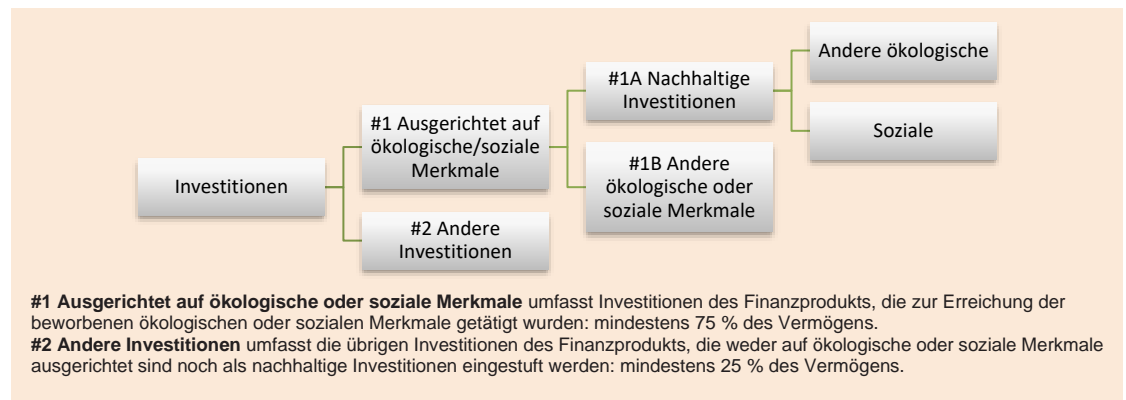 Andere ökologische
#1A Nachhaltige
Investitionen
#1 Ausgerichtet auf
ökologische/soziale
Merkmale
Soziale
#1B Andere
ökologische oder
soziale Merkmale
Investitionen
#2 Andere
Investitionen
#1 Ausgerichtet auf ökologische oder soziale Merkmale umfasst Investitionen des Finanzprodukts, die zur Erreichung der
beworbenen ökologischen oder sozialen Merkmale getätigt wurden: mindestens 75 % des Vermögens.
#2 Andere Investitionen umfasst die übrigen Investitionen des Finanzprodukts, die weder auf ökologische oder soziale Merkmale
ausgerichtet sind noch als nachhaltige Investitionen eingestuft werden: mindestens 25 % des Vermögens.